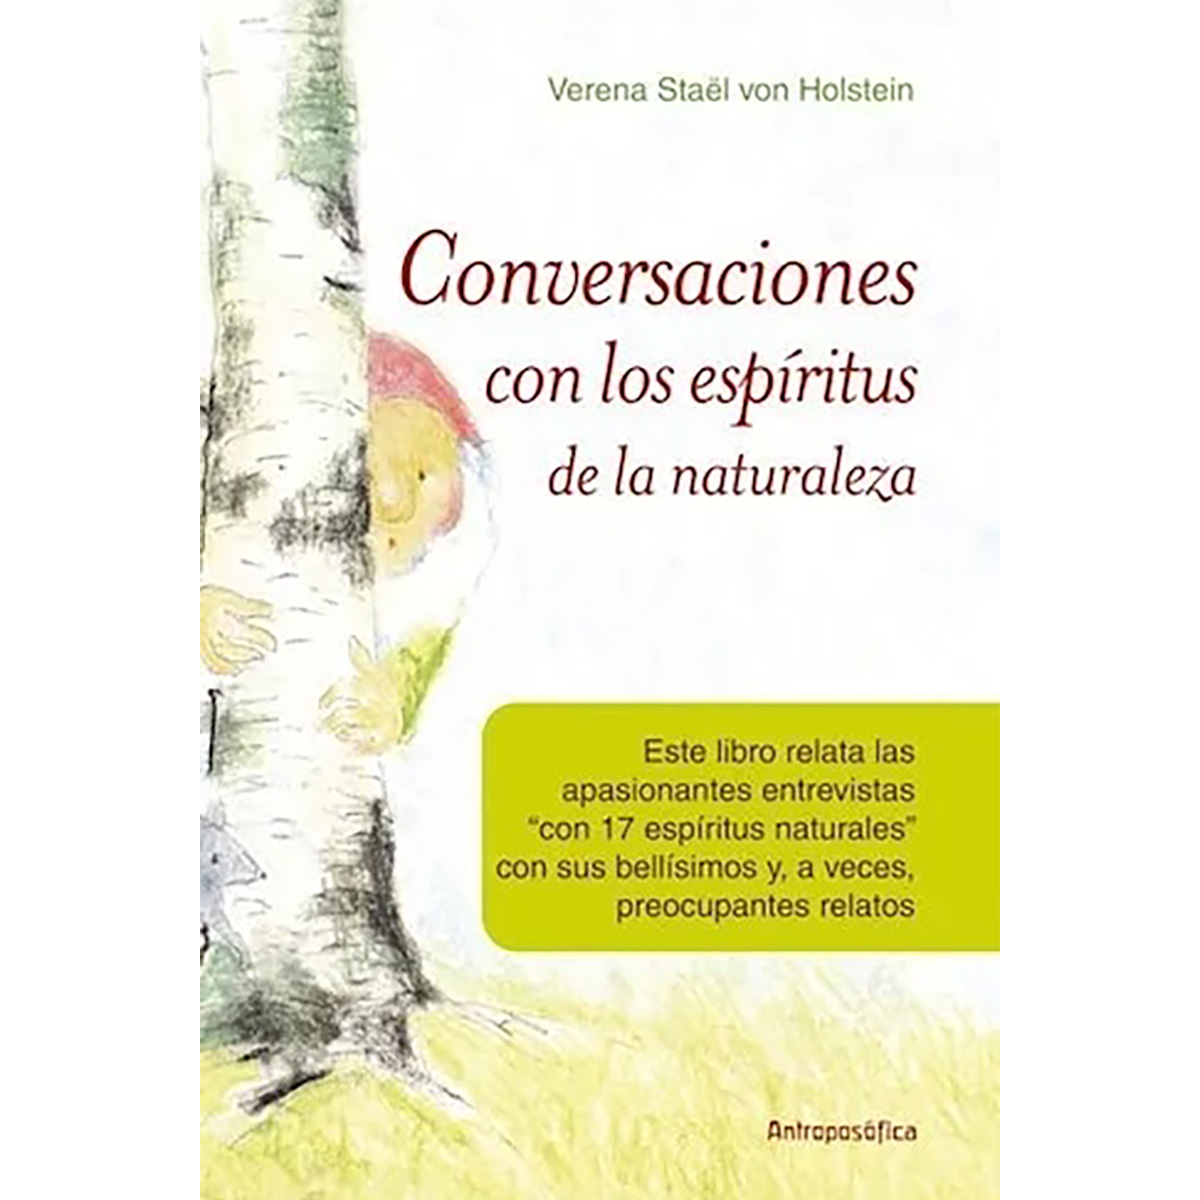 Verena Staël von Holstein
Conversaciones
con los espíritus
de la naturaleza
Este libro relata las
apasionantes entrevistas
“con 17 espíritus naturales”
con sus bellísimos y, a veces,
preocupantes relatos
Antroposófica